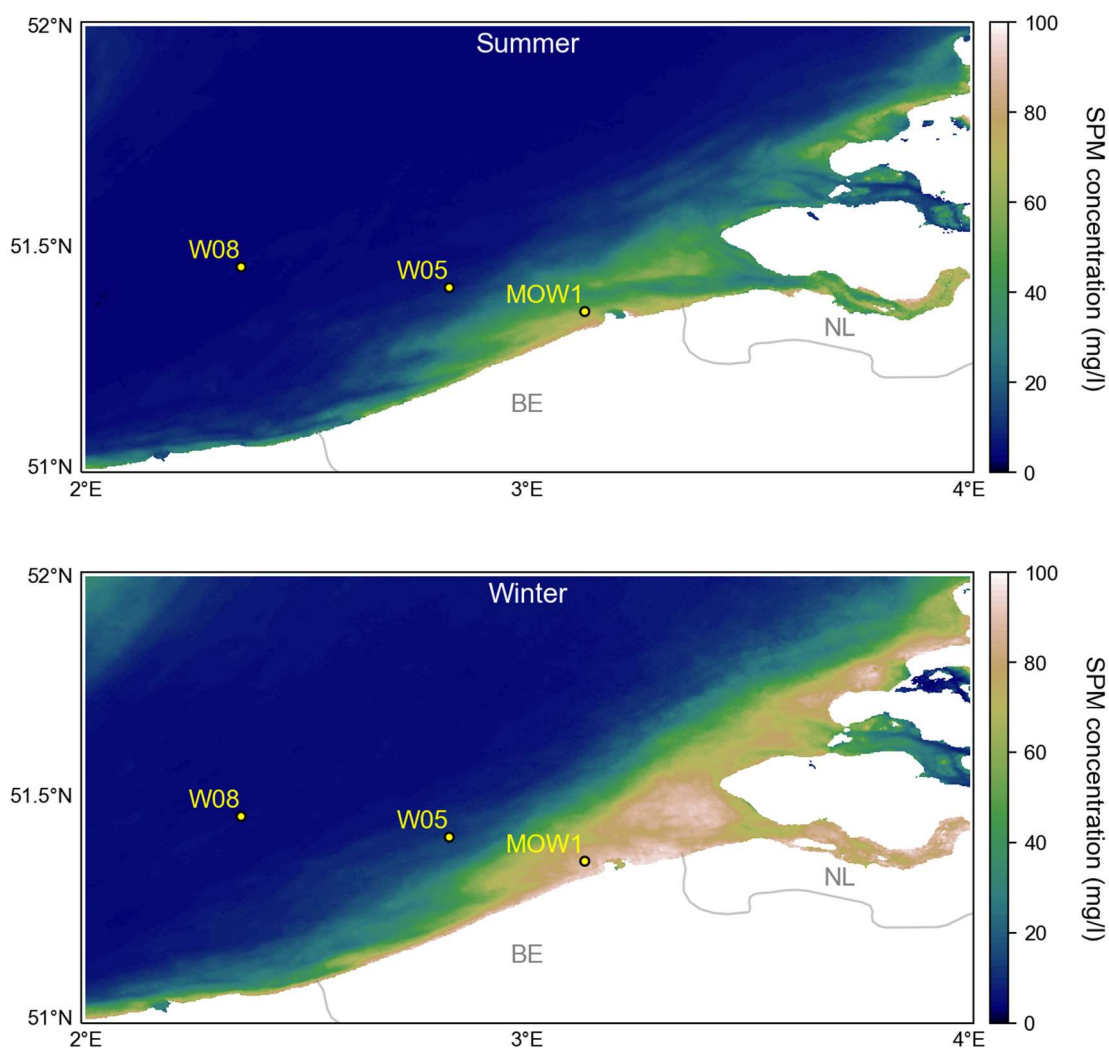 52°N
Summer
W08
W05
MOW1
NL
BE
51.5°N
51°N
2°E
3°E
4°E
100
80
60
40
20
0
SPM concentration (mg/l)
52°N
Winter
W08
W05
MOW1
NL
BE
51.5°N
51°N
2°E
3°E
4°E
100
80
60
40
20
0
SPM concentration (mg/l)